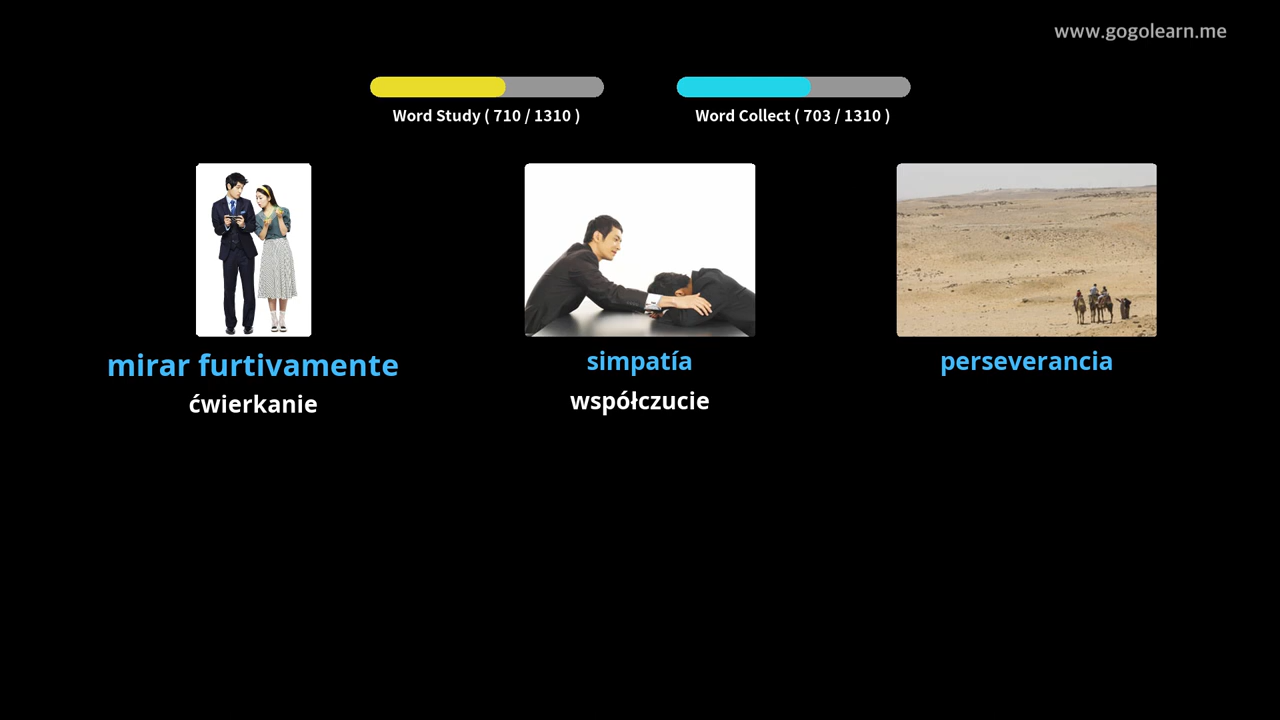 www.gogolearn.me
Word Study ( 710 / 1310 )
Word Collect ( 703 / 1310 )
mirar furtivamente
ćwierkanie
simpatía
współczucie
perseverancia